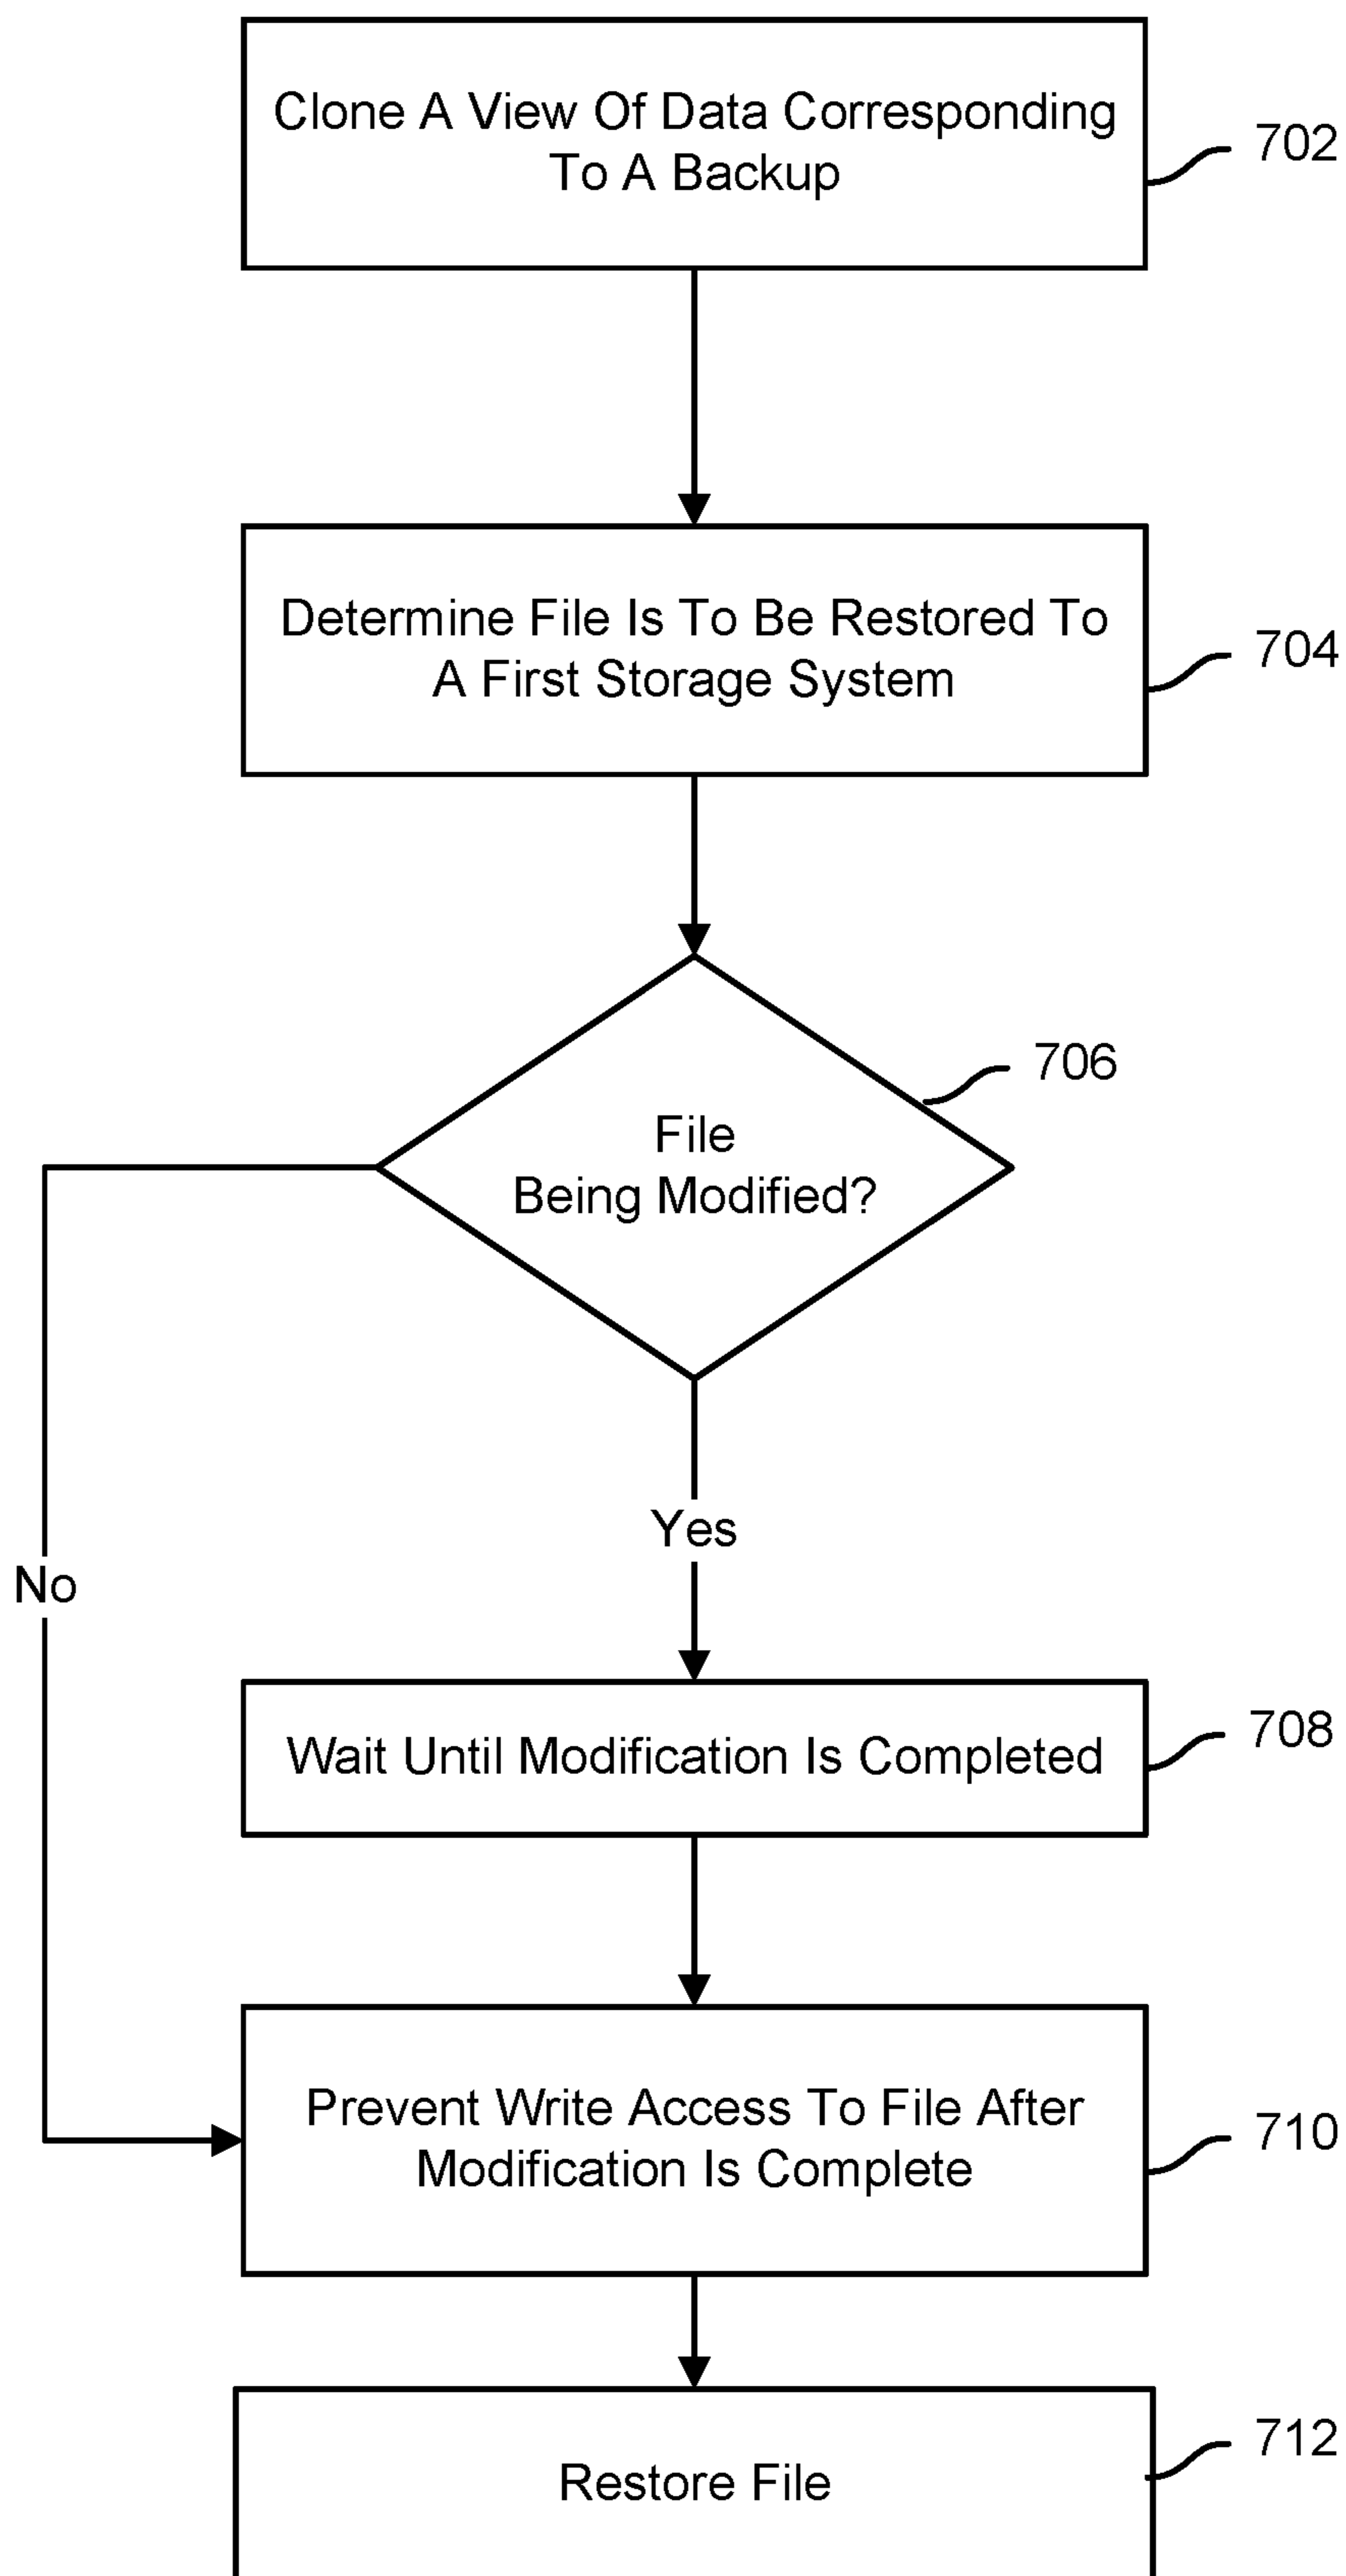 Clone A View Of Data Corresponding
To A Backup
702
Determine File Is To Be Restored To
A First Storage System
704
706
File
Being Modified?
Yes
No
Wait Until Modification Is Completed
708
Prevent Write Access To File After
Modification Is Complete
710
Restore File
712